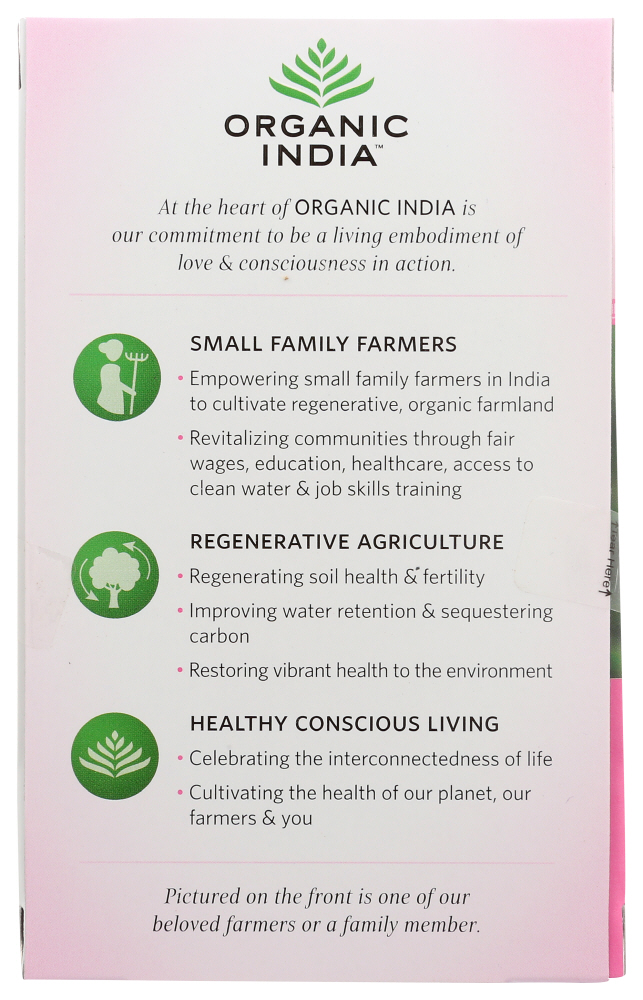 ORGANIC
INDIA™
At the heart of ORGANIC INDIA is
our commitment to be a living embodiment of
love & consciousness in action.
SMALL FAMILY FARMERS
• Empowering small family farmers in India
to cultivate regenerative, organic farmland
• Revitalizing communities through fair
wages, education, healthcare, access to
clean water & job skills training
REGENERATIVE AGRICULTURE
• Regenerating soil health & fertility
• Improving water retention & sequestering
carbon
• Restoring vibrant health to the environment
HEALTHY CONSCIOUS LIVING
• Celebrating the interconnectedness of life
• Cultivating the health of our planet, our
farmers & you
Pictured on the front is one of our
beloved farmers or a family member.